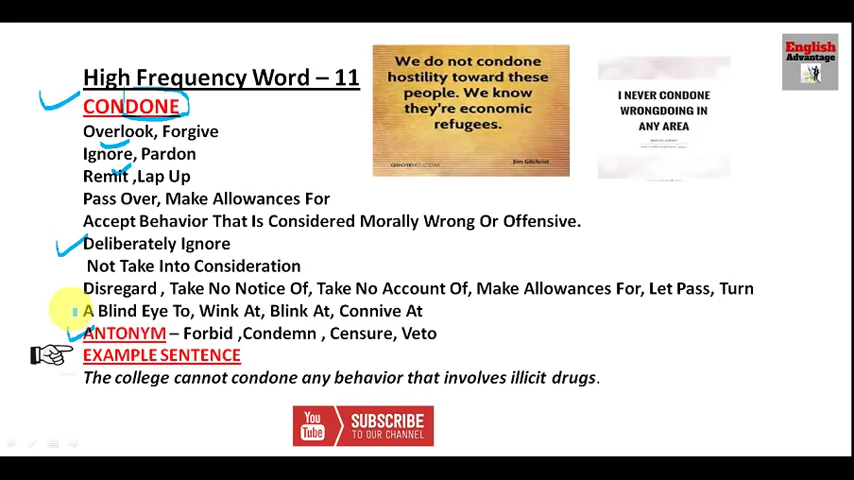 High Frequency Word – 11
CONDONE
Overlook, Forgive
Ignore, Pardon
Remit ,Lap Up
Pass Over, Make Allowances For
Accept Behavior That Is Considered Morally Wrong Or Offensive.
Deliberately Ignore
Not Take Into Consideration
Disregard , Take No Notice Of, Take No Account Of, Make Allowances For, Let Pass, Turn
A Blind Eye To, Wink At, Blink At, Connive At
ANTONYM – Forbid ,Condemn , Censure, Veto
EXAMPLE SENTENCE
The college cannot condone any behavior that involves illicit drugs.
We do not condone
hostility toward these
people. We know
they're economic
refugees.
Jim Gilchrist
I NEVER CONDONE
WRONGDOING IN
ANY AREA
English
Advantage
You
Tube
SUBSCRIBE
TO OUR CHANNEL